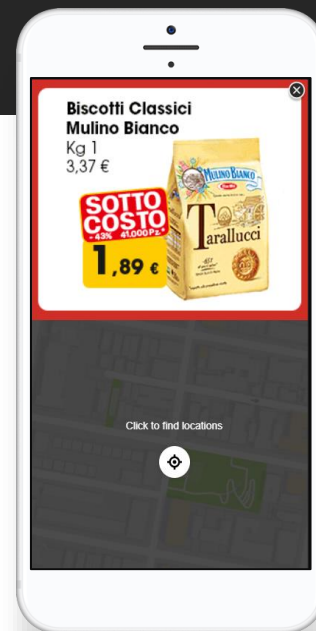 Biscotti Classici
Mulino Bianco
Kg 1
3,37 €
SOTTO
COSTO
- 43% 41.000 Pz.*
1,89 €
MULINO BIANCO
Barilla
Tarallucci
Click to find locations